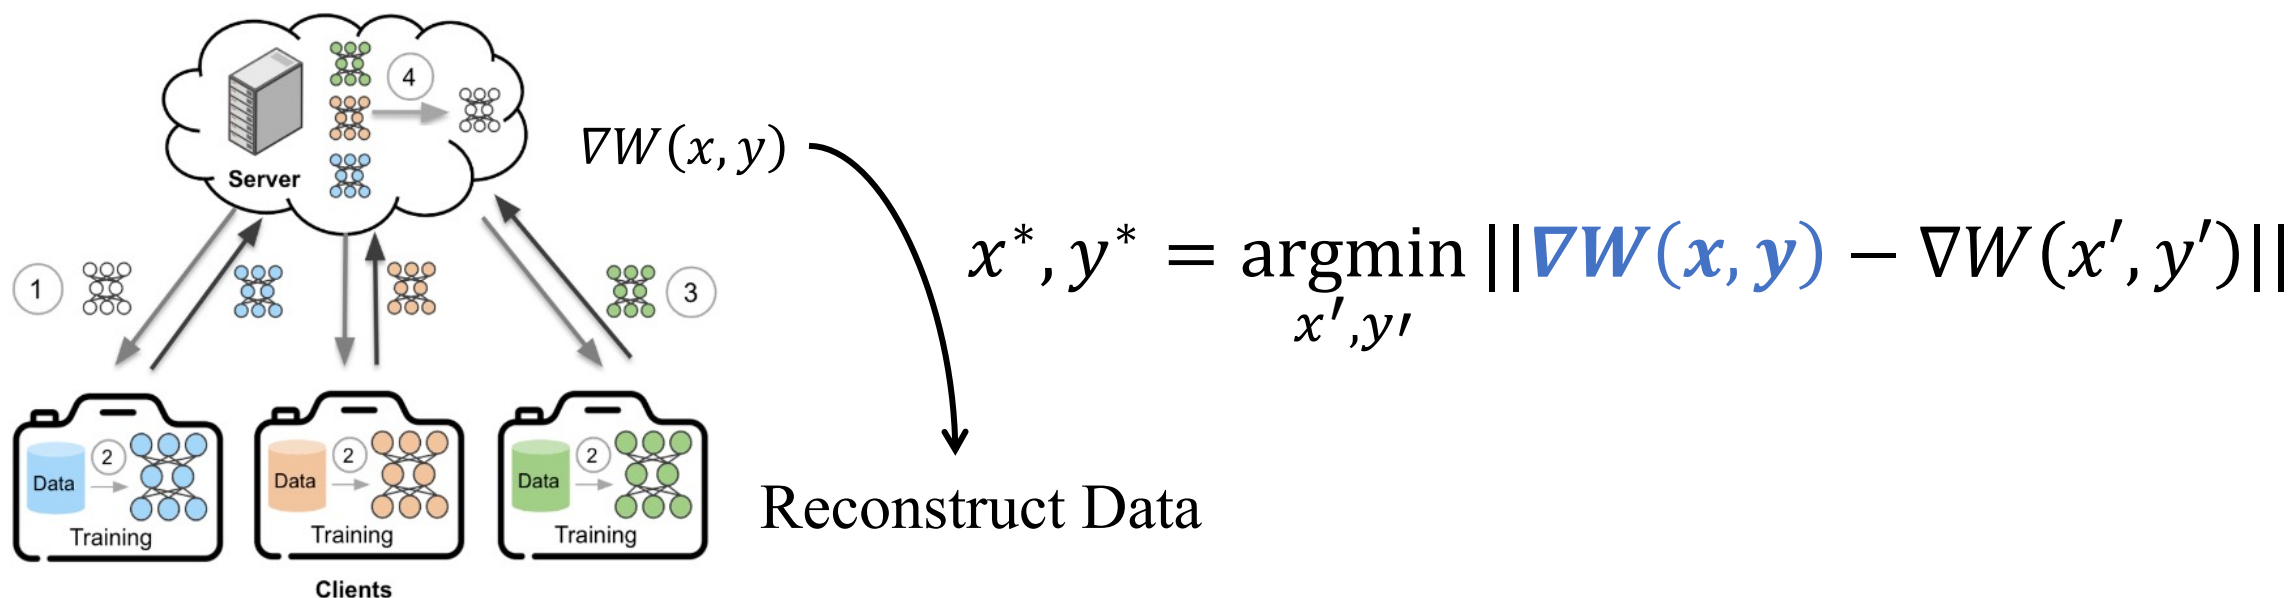 4
Server
∇W(x, y)
x*, y* = argmin ||∇W(x, y) − ∇W(x′, y′)||
x′,y′
1
3
Data
2
Training
Data
2
Training
Data
2
Training
Reconstruct Data
Clients